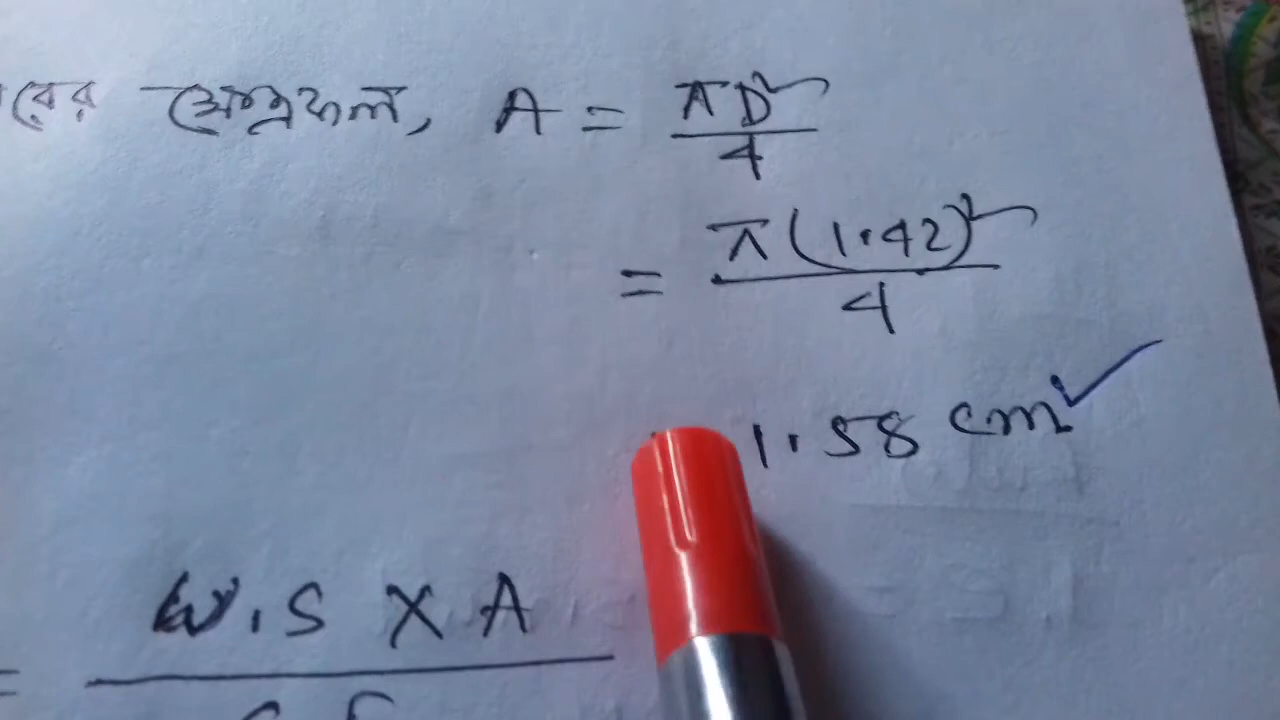 রের ক্ষেত্রফল, A = πD²/4
= π(1.42)²/4
1.58 cm²
= W.S × A